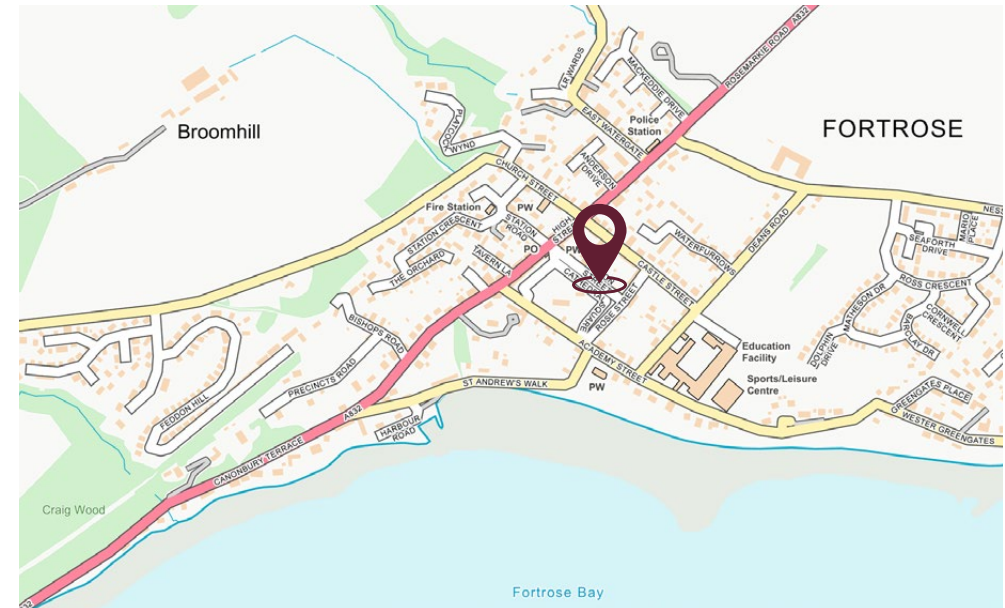 ROSEMARKIE ROAD A832
MACKEDDIE DRIVE
WARDS
EAST WATERGATE
Police
Station
Broomhill
FORTROSE
PLATCOCK
WYND
ANDERSON
DRIVE
CHURCH STREET
Fire Station
PW
STATION
ROAD
HIGH
STREET
STATION CRESCENT
PO
PW
TAVERN LA
THE ORCHARD
WATERFURROWS
DEANS ROAD
NESS
SEAFORTH
DRIVE
MARIO
PLACE
ROSS CRESCENT
CASTLE STREET
ROSE STREET
SQUARE
MATHESON DR
CORNWELL
CRESCENT
BARCLAY DR
DOLPHIN
DRIVE
BISHOPS ROAD
PRECINCTS ROAD
ACADEMY STREET
Education
Facility
Sports/Leisure
Centre
PW
ST ANDREW'S WALK
A832
HARBOUR
ROAD
FEDDON HILL
CANONBURY TERRACE
GREENGATES PLACE
WESTER GREENGATES
Craig Wood
Fortrose Bay